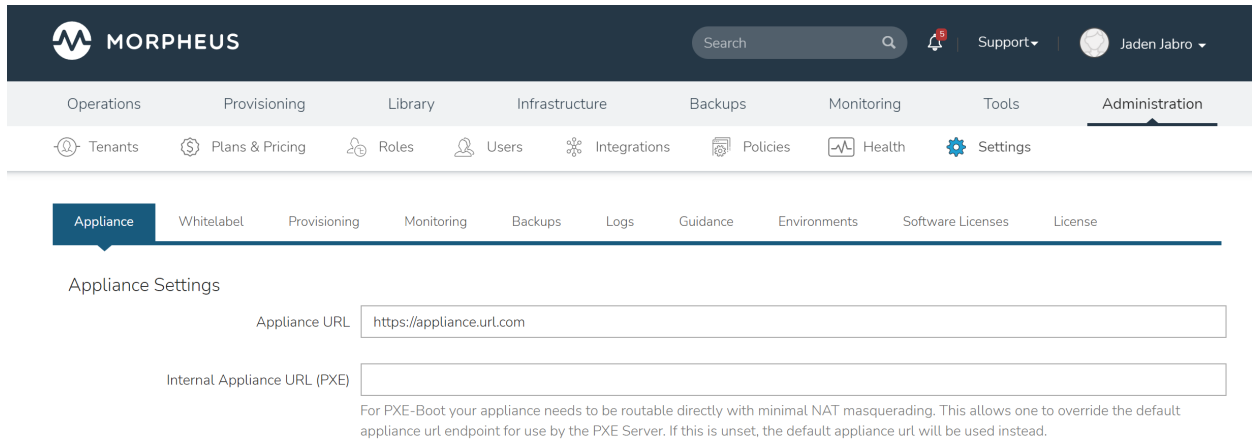 MORPHEUS
Search
5
Support
Jaden Jabro
Operations Provisioning Library Infrastructure Backups Monitoring Tools Administration
Tenants Plans & Pricing Roles Users Integrations Policies Health Settings
Appliance Whitelabel Provisioning Monitoring Backups Logs Guidance Environments Software Licenses License
Appliance Settings
Appliance URL https://appliance.url.com
Internal Appliance URL (PXE)
For PXE-Boot your appliance needs to be routable directly with minimal NAT masquerading. This allows one to override the default
appliance url endpoint for use by the PXE Server. If this is unset, the default appliance url will be used instead.